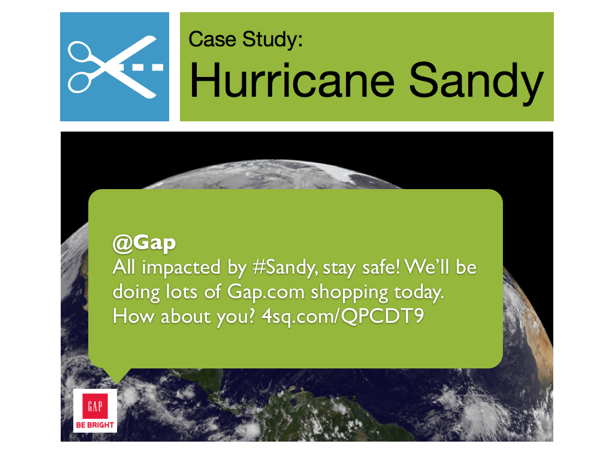 Case Study:
Hurricane Sandy
@Gap
All impacted by #Sandy, stay safe! We'll be
doing lots of Gap.com shopping today.
How about you? 4sq.com/QPCDT9
GAP
BE BRIGHT